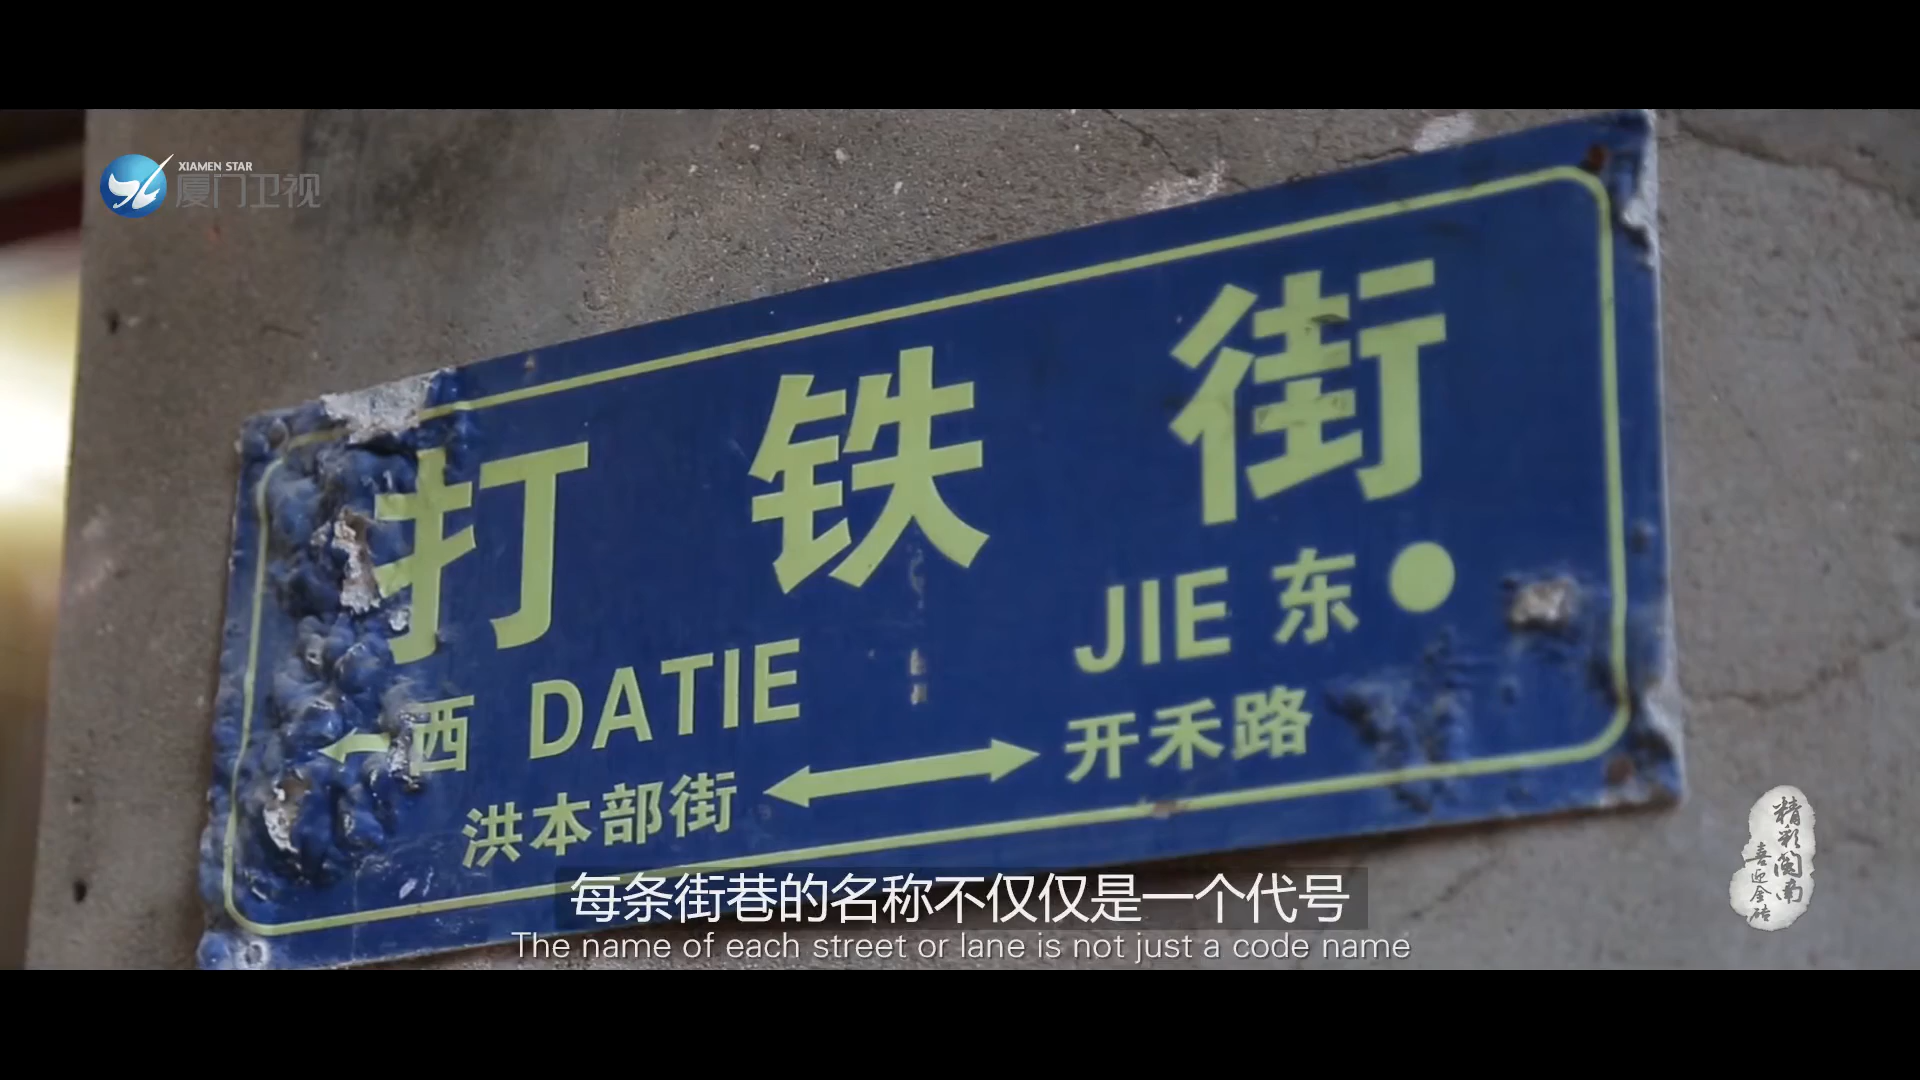 XIAMEN STAR
厦门卫视
打铁街
西 DATIE JIE 东
洪本部街 开禾路
精彩闽南
喜迎金砖
每条街巷的名称不仅仅是一个代号
The name of each street or lane is not just a code name